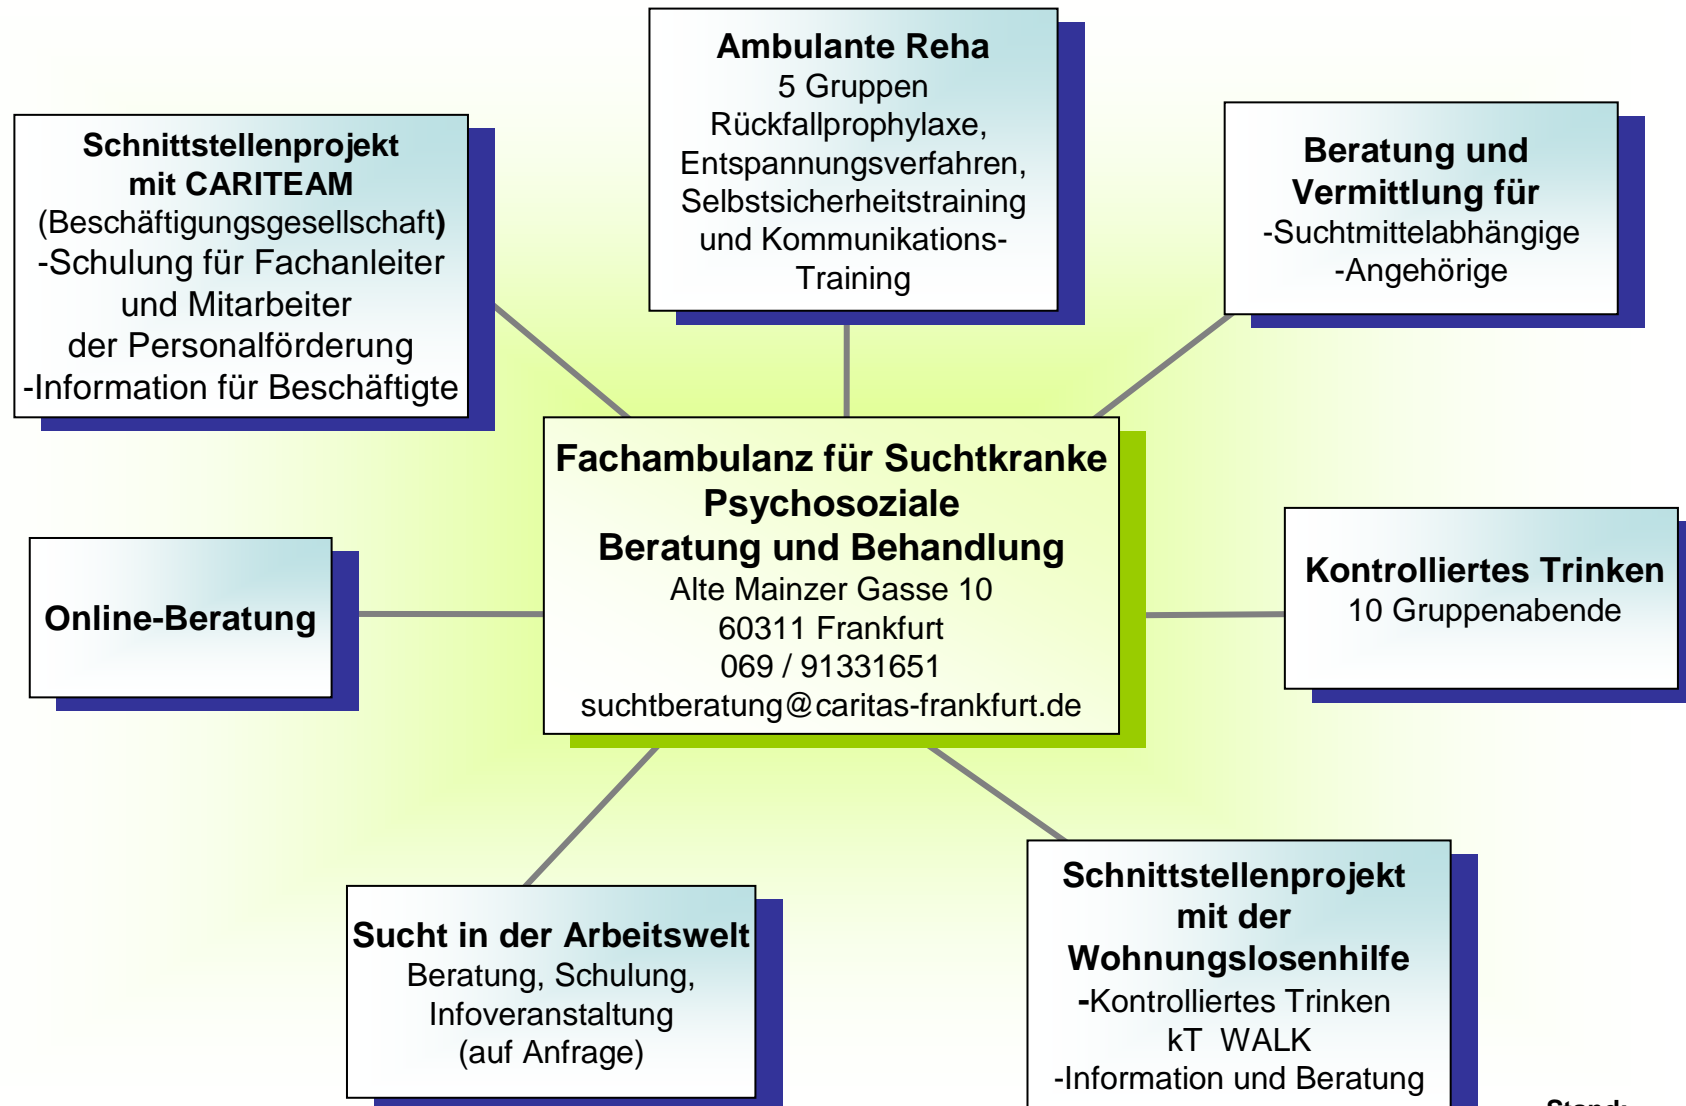 Ambulante Reha
5 Gruppen
Rückfallprophylaxe,
Entspannungsverfahren,
Selbstsicherheitstraining
und Kommunikations-
Training
Schnittstellenprojekt
mit CARITEAM
(Beschäftigungsgesellschaft)
-Schulung für Fachanleiter
und Mitarbeiter
der Personalförderung
-Information für Beschäftigte
Beratung und
Vermittlung für
-Suchtmittelabhängige
-Angehörige
Fachambulanz für Suchtkranke
Psychosoziale
Beratung und Behandlung
Alte Mainzer Gasse 10
60311 Frankfurt
069 / 91331651
suchtberatung@caritas-frankfurt.de
Online-Beratung
Kontrolliertes Trinken
10 Gruppenabende
Sucht in der Arbeitswelt
Beratung, Schulung,
Infoveranstaltung
(auf Anfrage)
Schnittstellenprojekt
mit der
Wohnungslosenhilfe
-Kontrolliertes Trinken
kT WALK
-Information und Beratung
Stand: